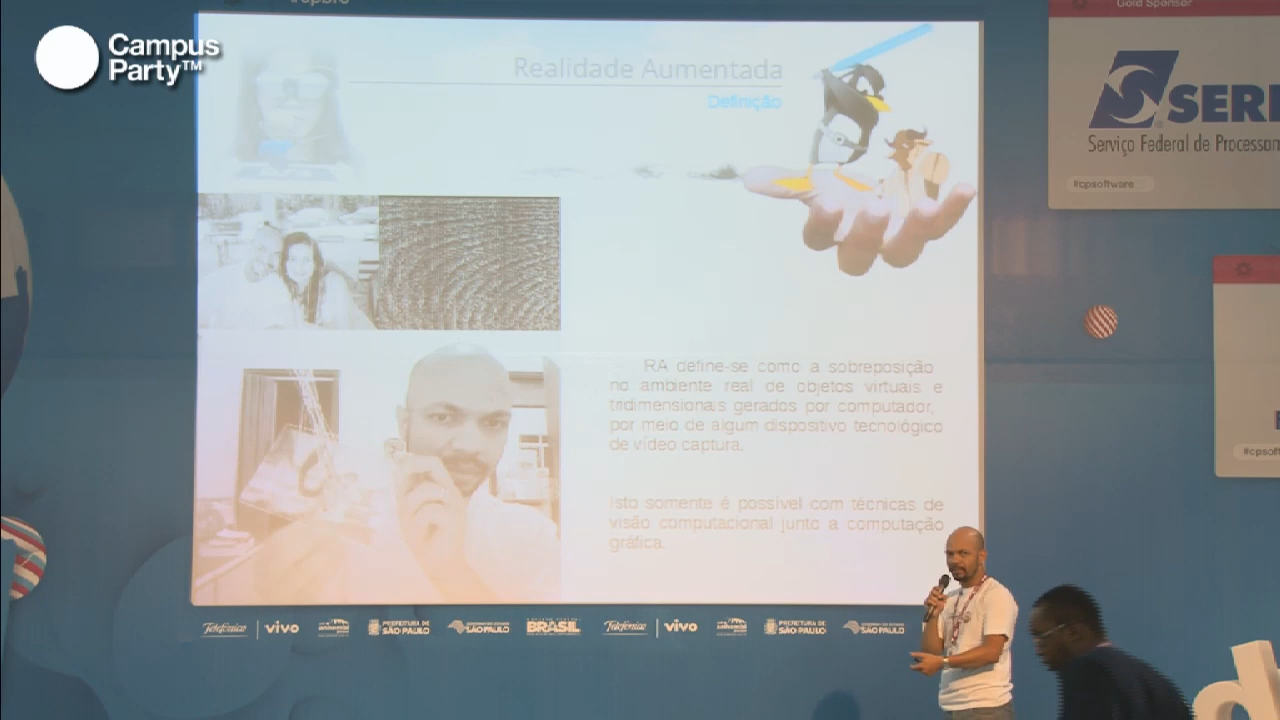 Campus
Party™
Gold Sponsor
SERP
Serviço Federal de Processam
#cpsoftware
Realidade Aumentada
Definição
RA define-se como a sobreposição
no ambiente real de objetos virtuais e
tridimensionais gerados por computador,
por meio de algum dispositivo tecnológico
de vídeo captura.
Isto somente é possível com técnicas de
visão computacional junto a computação
gráfica.
#cpsoft
Telefonica | vivo
PREFEITURA DE
SÃO PAULO
SÃO PAULO
BRASIL
Telefonica | vivo
PREFEITURA DE
SÃO PAULO
SÃO PAULO